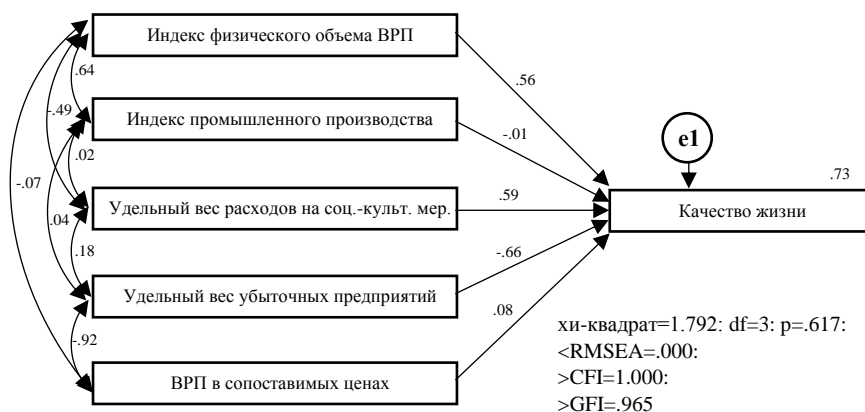 Индекс физического объема ВРП
.64
.56
-.49
Индекс промышленного производства
e1
-.01
.02
.73
-.07
Удельный вес расходов на соц.-культ. мер.
.59
Качество жизни
.04
-.66
.18
Удельный вес убыточных предприятий
.08
-.92
ВРП в сопоставимых ценах
хи-квадрат=1.792: df=3: p=.617:
<RMSEA=.000:
>CFI=1.000:
>GFI=.965